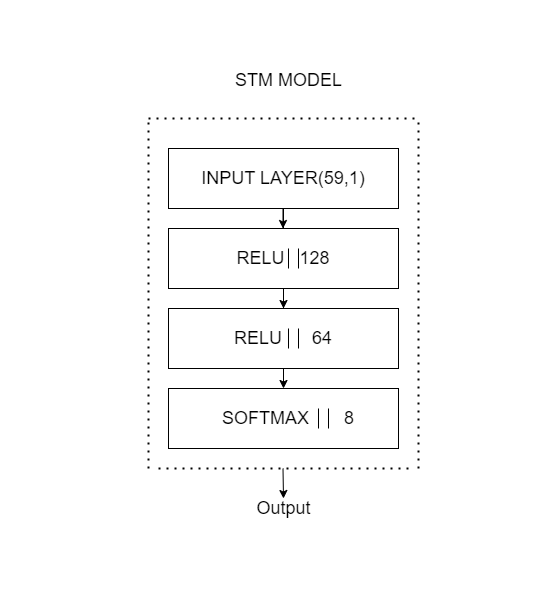 STM MODEL
INPUT LAYER(59,1)
RELU││128
RELU││ 64
SOFTMAX ││ 8
Output